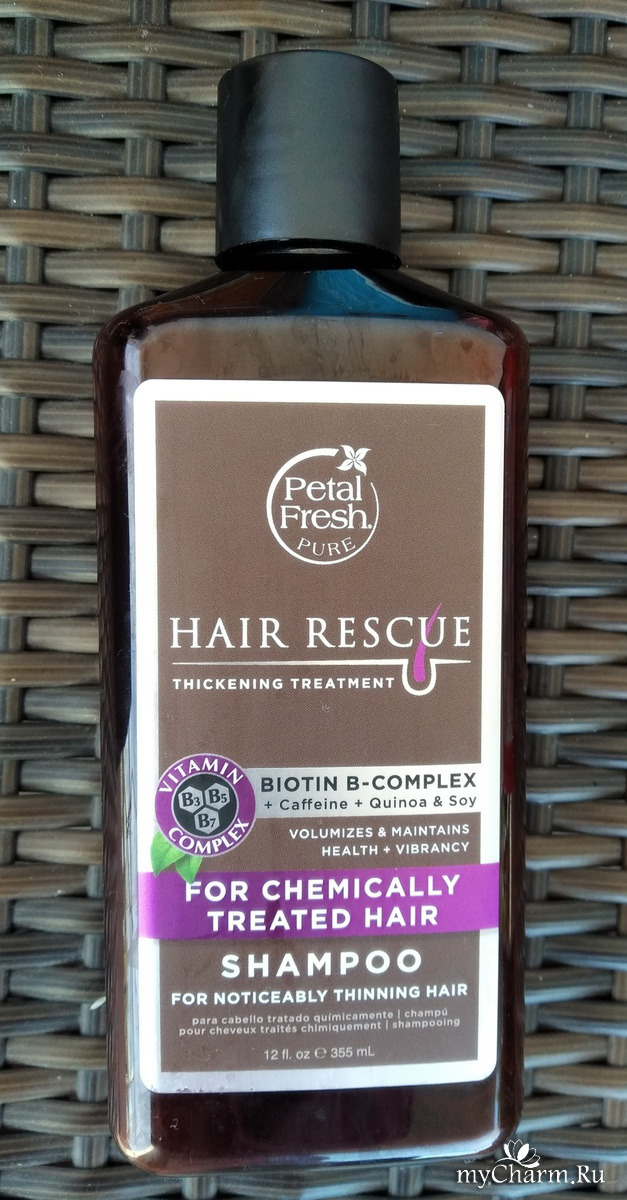 Petal
Fresh®
PURE
HAIR RESCUE
THICKENING TREATMENT
VITAMIN
B3 B5
B7
COMPLEX
BIOTIN B-COMPLEX
+ Caffeine + Quinoa & Soy
VOLUMIZES & MAINTAINS
HEALTH + VIBRANCY
FOR CHEMICALLY
TREATED HAIR
SHAMPOO
FOR NOTICEABLY THINNING HAIR
para cabello tratado químicamente | champú
pour cheveux traités chimiquement | shampooing
12 fl. oz ℮ 355 mL
myCharm.Ru